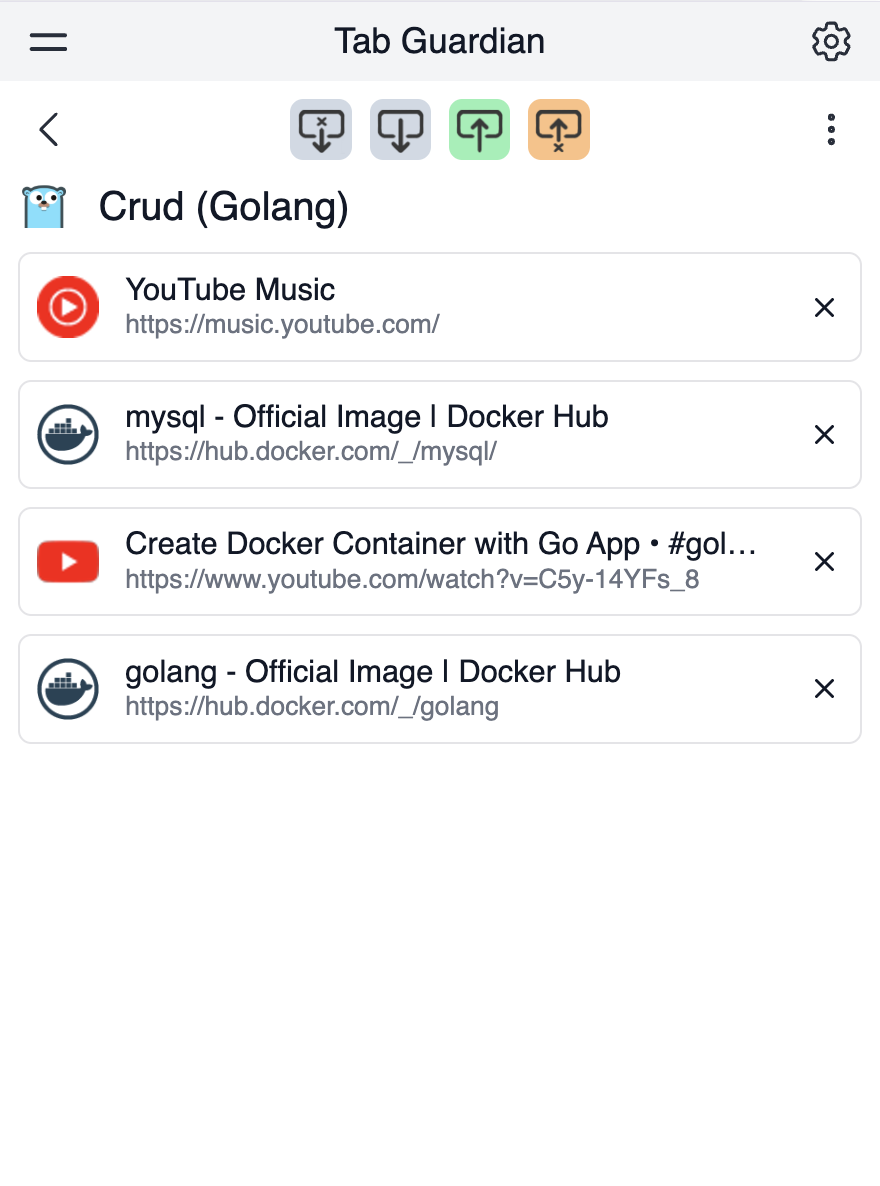 Tab Guardian
Crud (Golang)
YouTube Music
https://music.youtube.com/
mysql - Official Image | Docker Hub
https://hub.docker.com/_/mysql/
Create Docker Container with Go App • #gol…
https://www.youtube.com/watch?v=C5y-14YFs_8
golang - Official Image | Docker Hub
https://hub.docker.com/_/golang